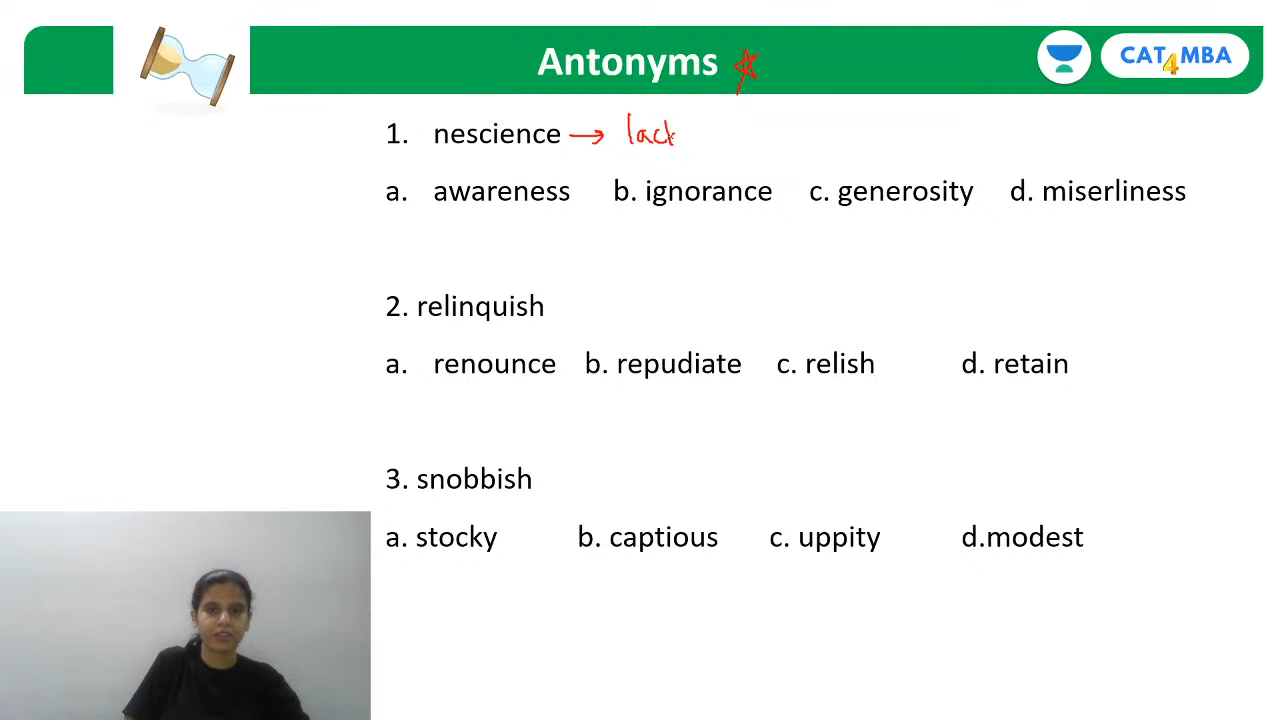 Antonyms
CAT4MBA
1. nescience → lack
a. awareness b. ignorance c. generosity d. miserliness
2. relinquish
a. renounce b. repudiate c. relish d. retain
3. snobbish
a. stocky b. captious c. uppity d.modest